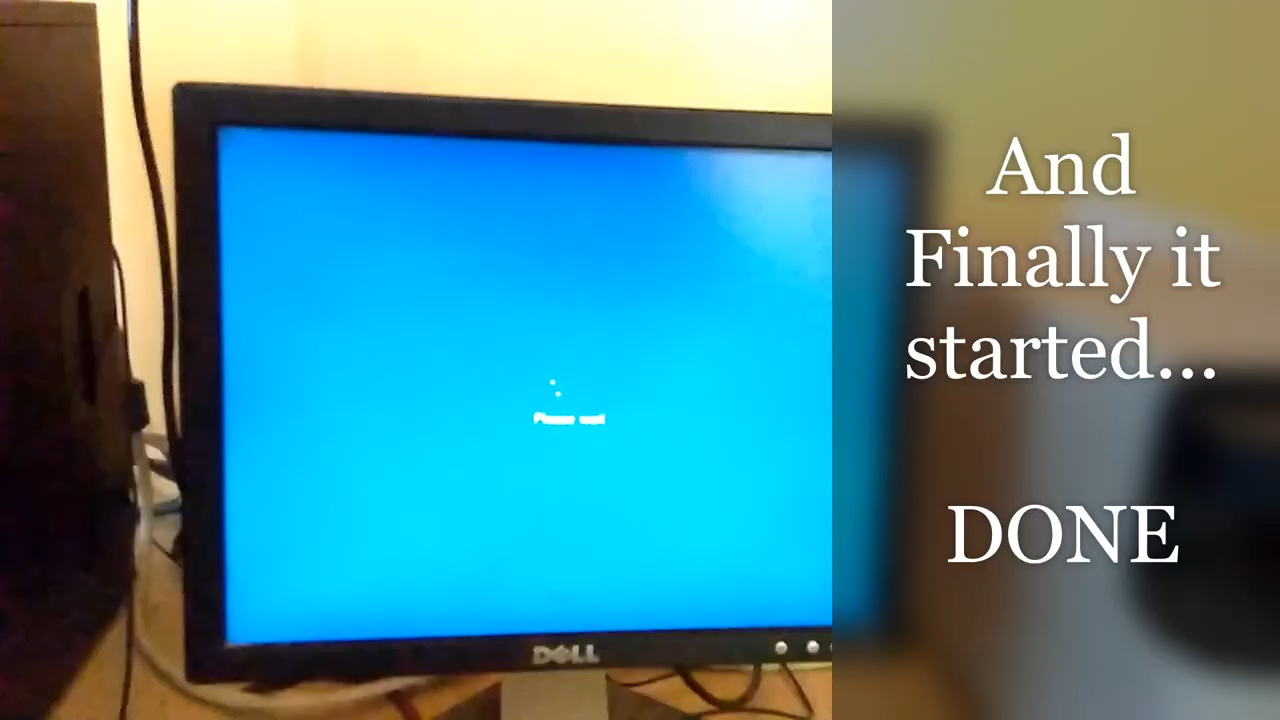 Please wait
DELL
And
Finally it
started...
DONE